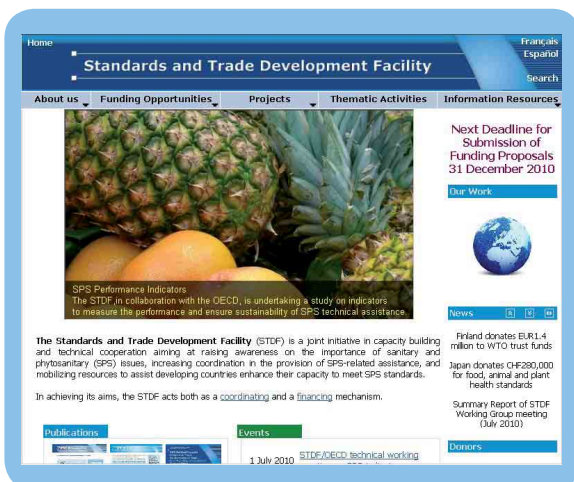 Home
Français
Español
Standards and Trade Development Facility
Search
About us Funding Opportunities Projects Thematic Activities Information Resources
Next Deadline for
Submission of
Funding Proposals
31 December 2010
Our Work
SPS Performance Indicators
The STDF,in collaboration with the OECD, is undertaking a study on indicators
to measure the performance and ensure sustainability of SPS technical assistance.
News
Finland donates EUR1.4
million to WTO trust funds
Japan donates CHF280,000
for food, animal and plant
health standards
Summary Report of STDF
Working Group meeting
(July 2010)
Donors
The Standards and Trade Development Facility (STDF) is a joint initiative in capacity building
and technical cooperation aiming at raising awareness on the importance of sanitary and
phytosanitary (SPS) issues, increasing coordination in the provision of SPS-related assistance, and
mobilizing resources to assist developing countries enhance their capacity to meet SPS standards.
In achieving its aims, the STDF acts both as a coordinating and a financing mechanism.
Publications
Events
1 July 2010 STDF/OECD technical working